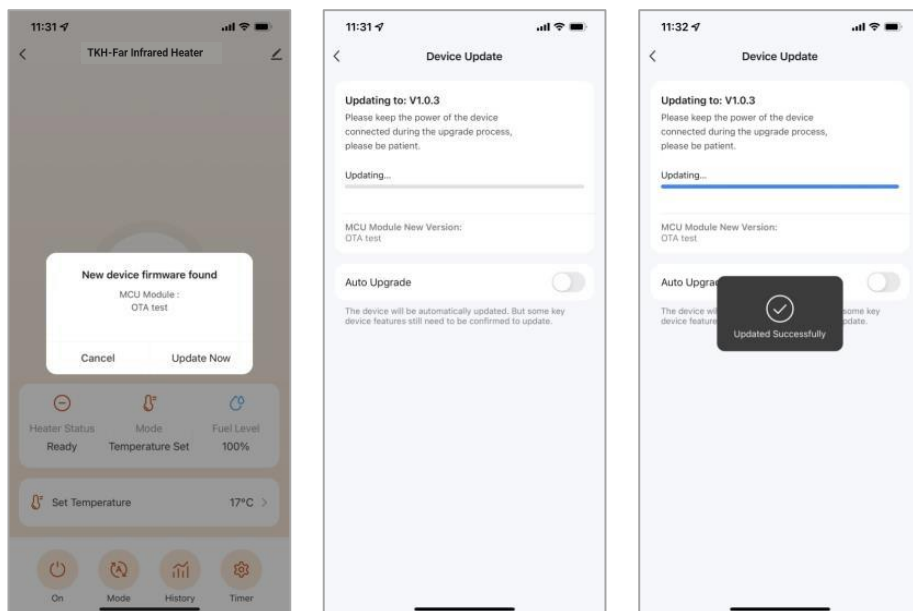 11:31
TKH-Far Infrared Heater
New device firmware found
MCU Module :
OTA test
Cancel
Update Now
Heater Status
Mode
Fuel Level
Ready
Temperature Set
100%
Set Temperature
17°C
On
Mode
History
Timer
11:31
Device Update
Updating to: V1.0.3
Please keep the power of the device
connected during the upgrade process,
please be patient.
Updating...
MCU Module New Version:
OTA test
Auto Upgrade
The device will be automatically updated. But some key
device features still need to be confirmed to update.
11:32
Device Update
Updating to: V1.0.3
Please keep the power of the device
connected during the upgrade process,
please be patient.
Updating...
MCU Module New Version:
OTA test
Auto Upgra
The device wil
some key
device feature
pdate.
Updated Successfully